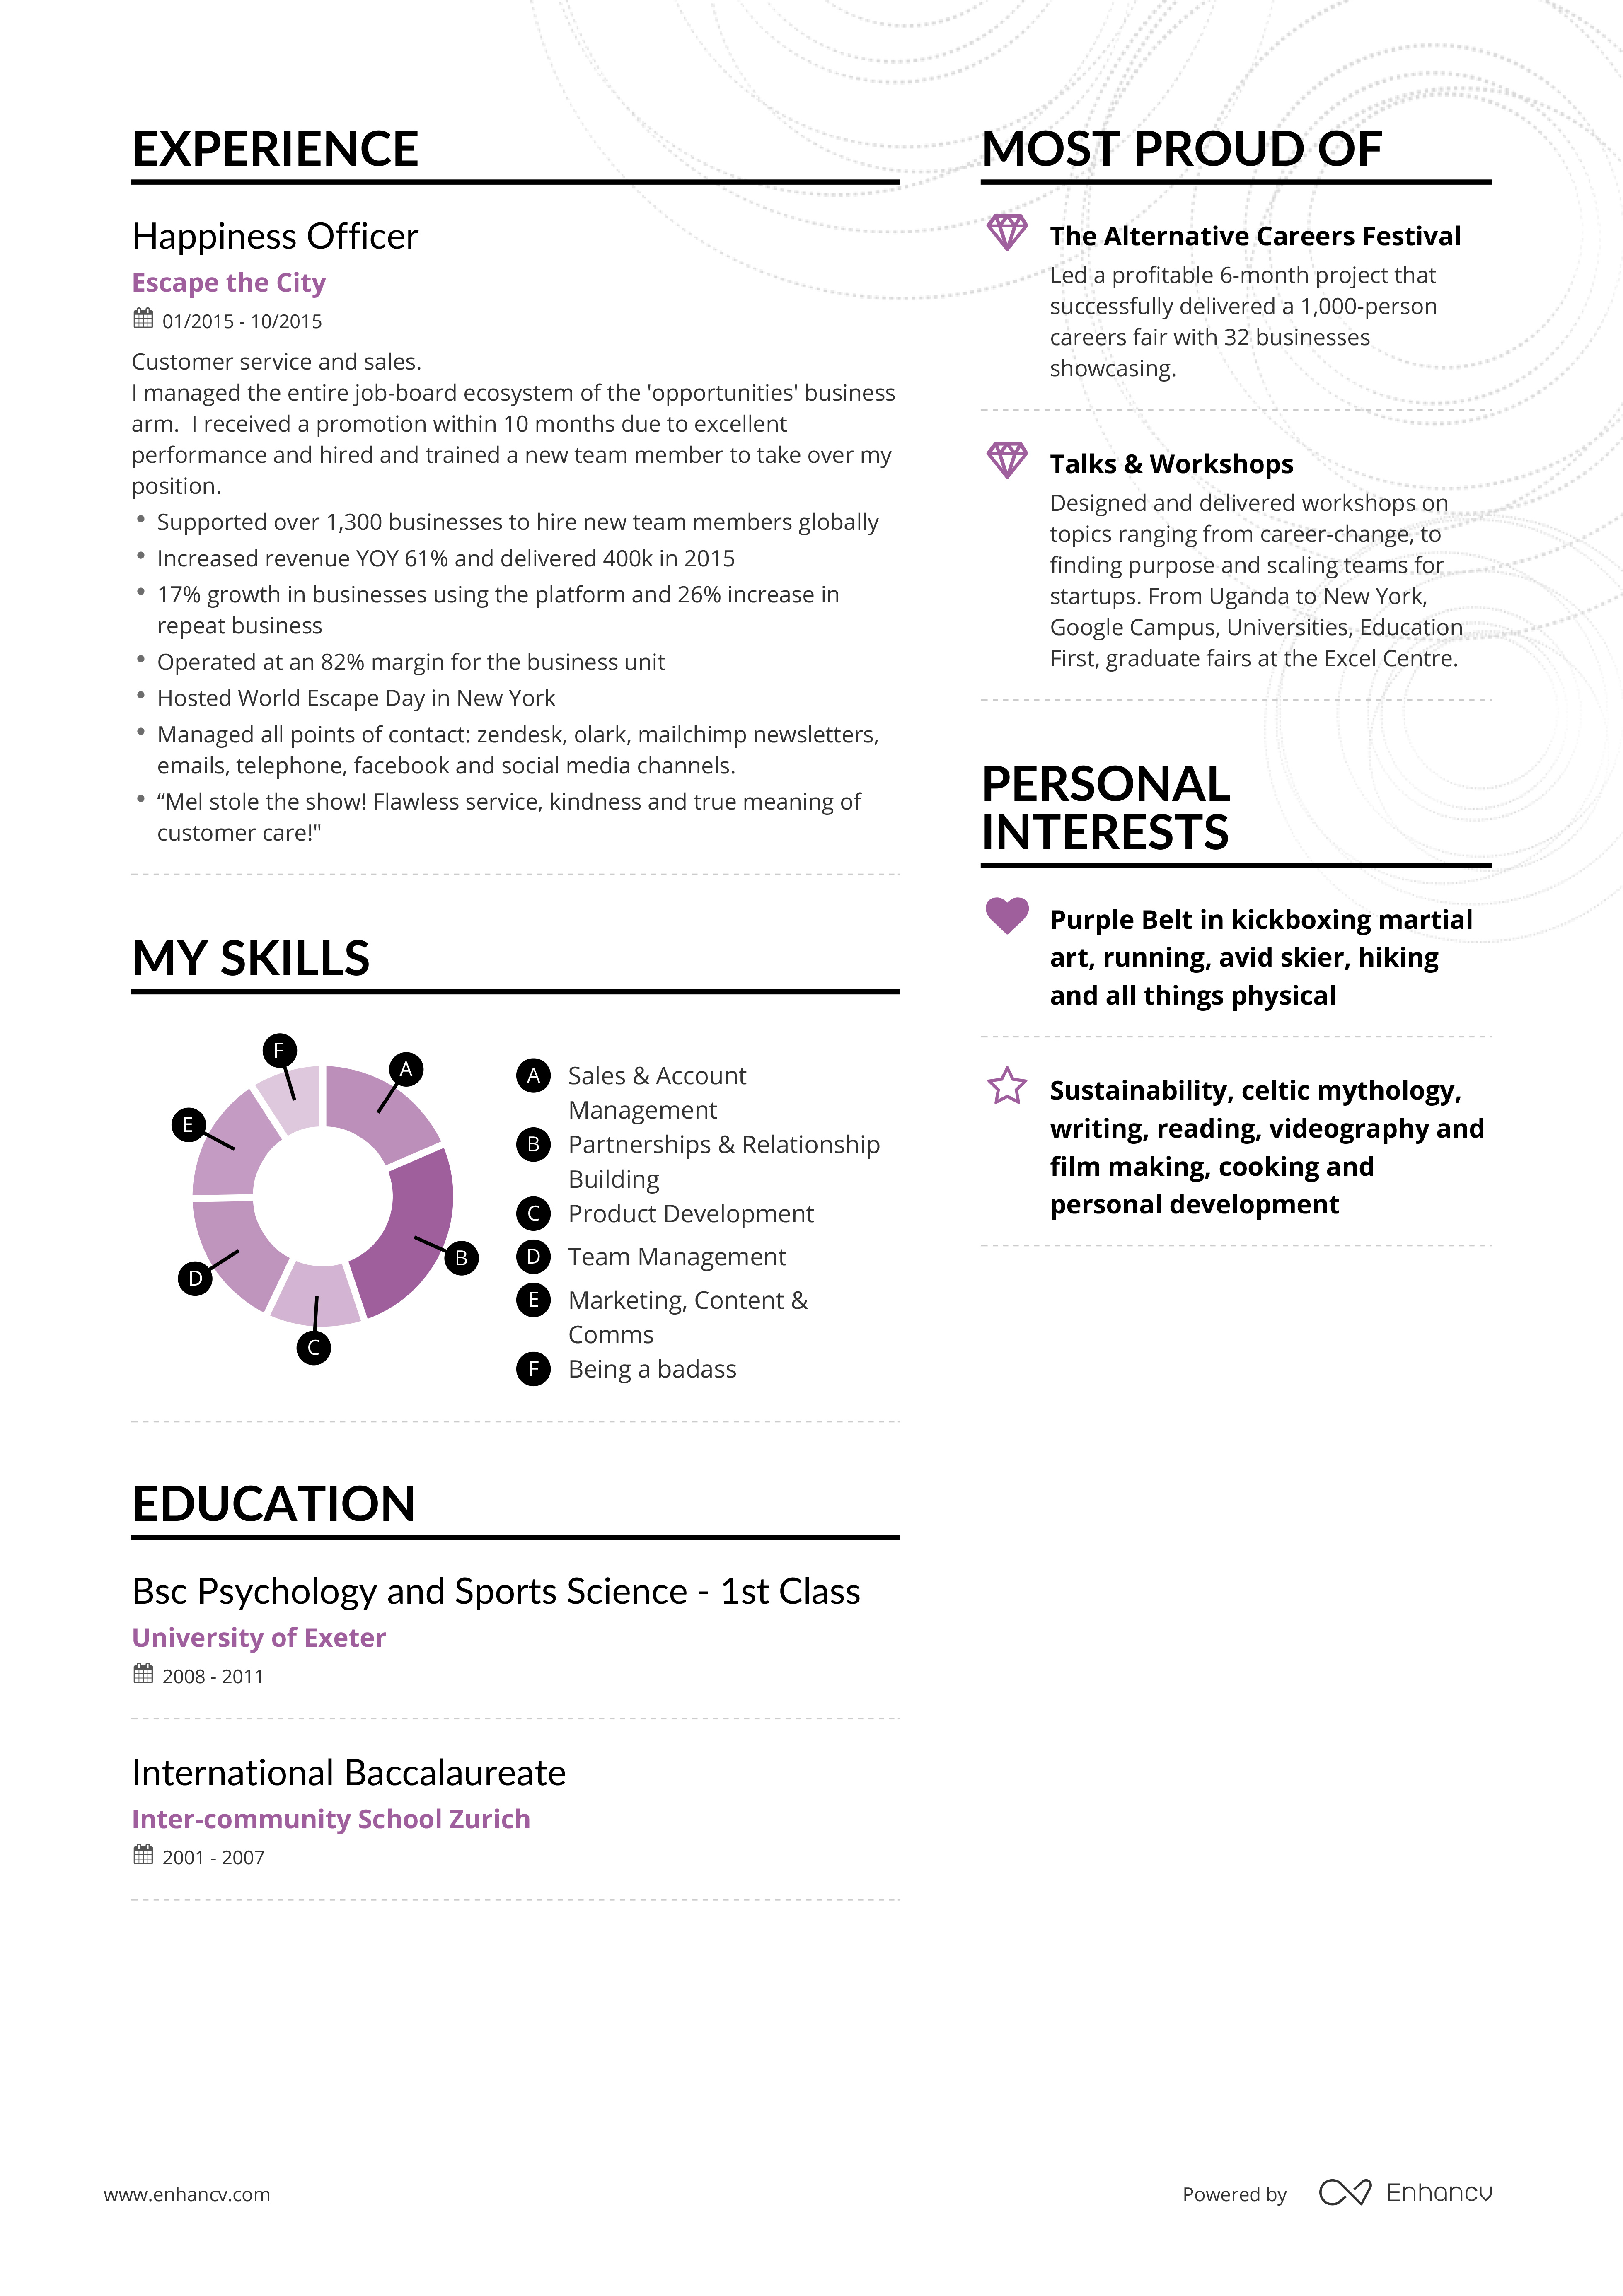 EXPERIENCE
Happiness Officer
Escape the City
01/2015 - 10/2015
Customer service and sales.
I managed the entire job-board ecosystem of the 'opportunities' business
arm.  I received a promotion within 10 months due to excellent
performance and hired and trained a new team member to take over my
position.
• Supported over 1,300 businesses to hire new team members globally
• Increased revenue YOY 61% and delivered 400k in 2015
• 17% growth in businesses using the platform and 26% increase in
repeat business
• Operated at an 82% margin for the business unit
• Hosted World Escape Day in New York
• Managed all points of contact: zendesk, olark, mailchimp newsletters,
emails, telephone, facebook and social media channels.
• “Mel stole the show! Flawless service, kindness and true meaning of
customer care!"
MY SKILLS
F
A
E
B
D
C
A Sales & Account
Management
B Partnerships & Relationship
Building
C Product Development
D Team Management
E Marketing, Content &
Comms
F Being a badass
EDUCATION
Bsc Psychology and Sports Science - 1st Class
University of Exeter
2008 - 2011
International Baccalaureate
Inter-community School Zurich
2001 - 2007
MOST PROUD OF
The Alternative Careers Festival
Led a profitable 6-month project that
successfully delivered a 1,000-person
careers fair with 32 businesses
showcasing.
Talks & Workshops
Designed and delivered workshops on
topics ranging from career-change, to
finding purpose and scaling teams for
startups. From Uganda to New York,
Google Campus, Universities, Education
First, graduate fairs at the Excel Centre.
PERSONAL
INTERESTS
Purple Belt in kickboxing martial
art, running, avid skier, hiking
and all things physical
Sustainability, celtic mythology,
writing, reading, videography and
film making, cooking and
personal development
www.enhancv.com
Powered by Enhancv